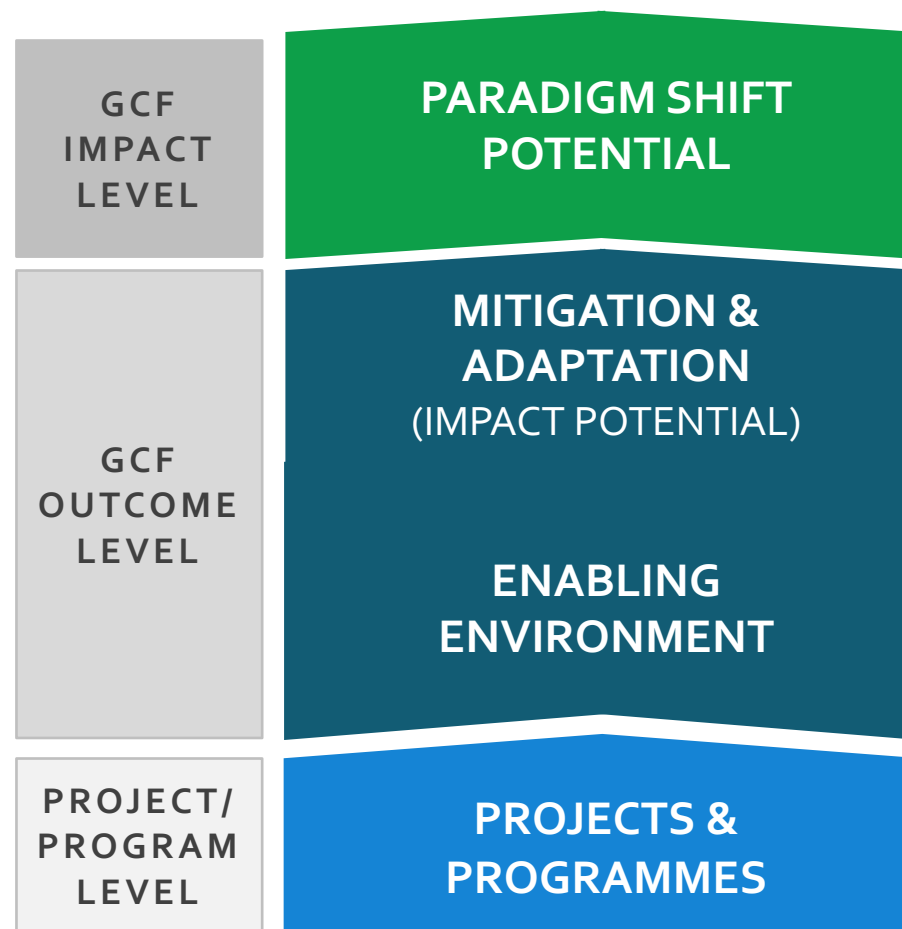 GCF
IMPACT
LEVEL
PARADIGM SHIFT
POTENTIAL
GCF
OUTCOME
LEVEL
MITIGATION &
ADAPTATION
(IMPACT POTENTIAL)
ENABLING
ENVIRONMENT
PROJECT/
PROGRAM
LEVEL
PROJECTS &
PROGRAMMES